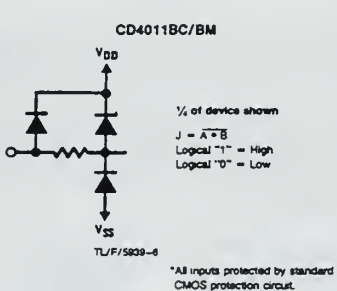 CD4011BC/BM
VDD
¼ of device shown
J = A • B
Logical "1" = High
Logical "0" = Low
VSS
TL/F/5939-6
*All inputs protected by standard
CMOS protection circuit.